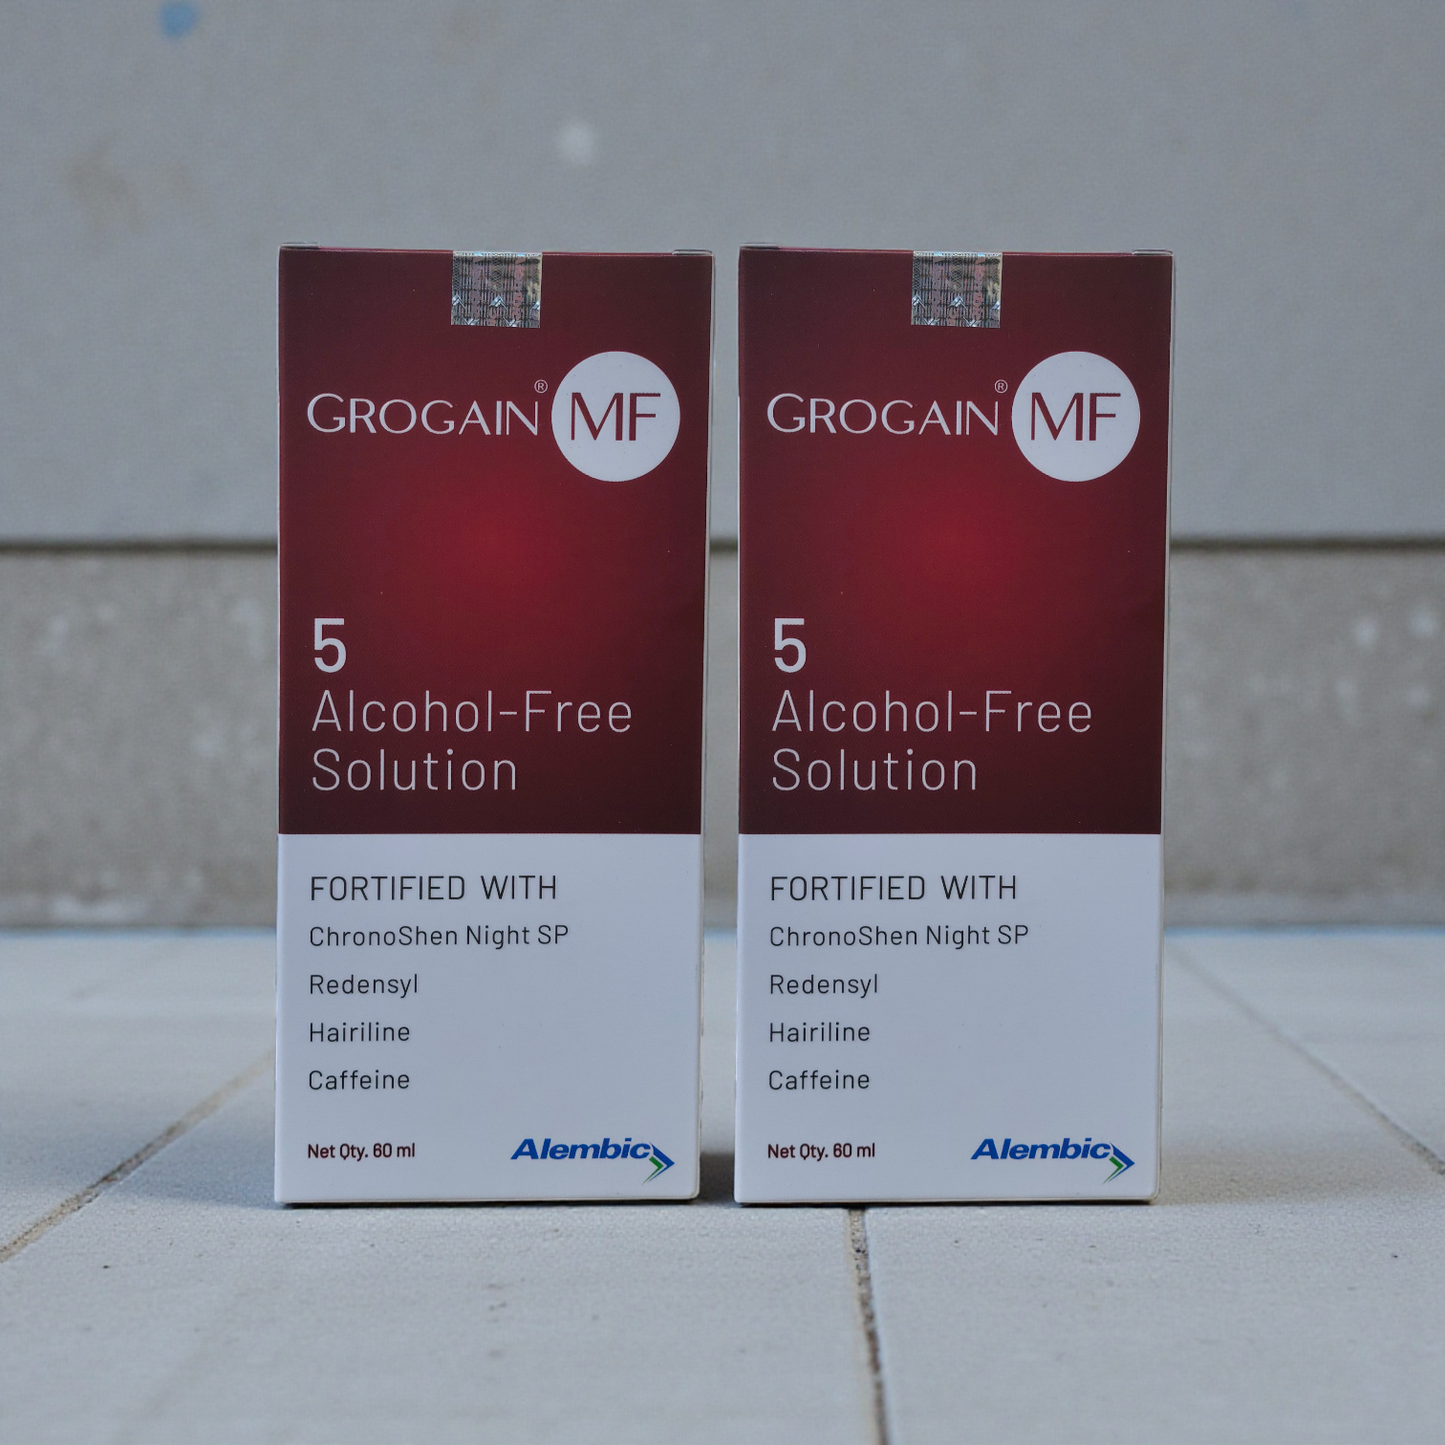 GROGAIN® MF
5
Alcohol-Free
Solution
FORTIFIED WITH
ChronoShen Night SP
Redensyl
Hairiline
Caffeine
Net Qty. 60 ml
Alembic
GROGAIN® MF
5
Alcohol-Free
Solution
FORTIFIED WITH
ChronoShen Night SP
Redensyl
Hairiline
Caffeine
Net Qty. 60 ml
Alembic